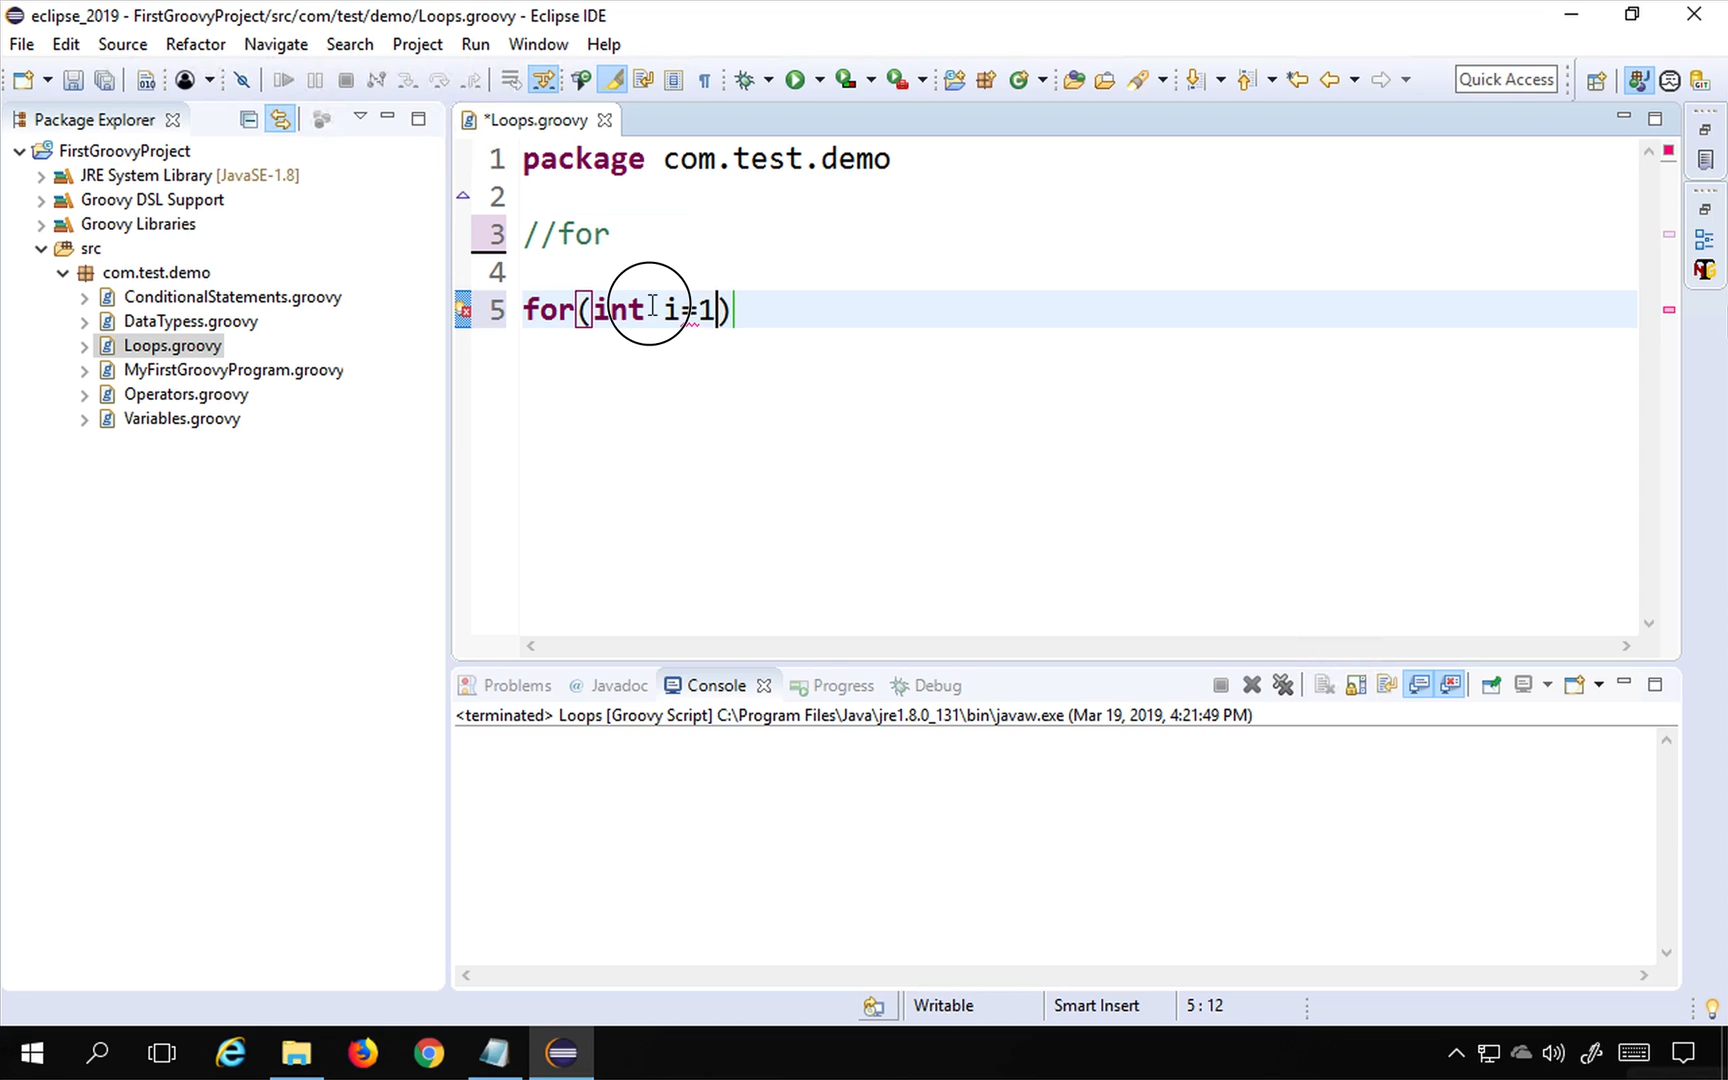 eclipse_2019 - FirstGroovyProject/src/com/test/demo/Loops.groovy - Eclipse IDE
File Edit Source Refactor Navigate Search Project Run Window Help
Quick Access
Package Explorer
*Loops.groovy
FirstGroovyProject
JRE System Library [JavaSE-1.8]
Groovy DSL Support
Groovy Libraries
src
com.test.demo
ConditionalStatements.groovy
DataTypess.groovy
Loops.groovy
MyFirstGroovyProgram.groovy
Operators.groovy
Variables.groovy
1 package com.test.demo
2
3 //for
4
5 for(int i=1)
Problems @ Javadoc Console Progress Debug
<terminated> Loops [Groovy Script] C:\Program Files\Java\jre1.8.0_131\bin\javaw.exe (Mar 19, 2019, 4:21:49 PM)
Writable Smart Insert 5 : 12